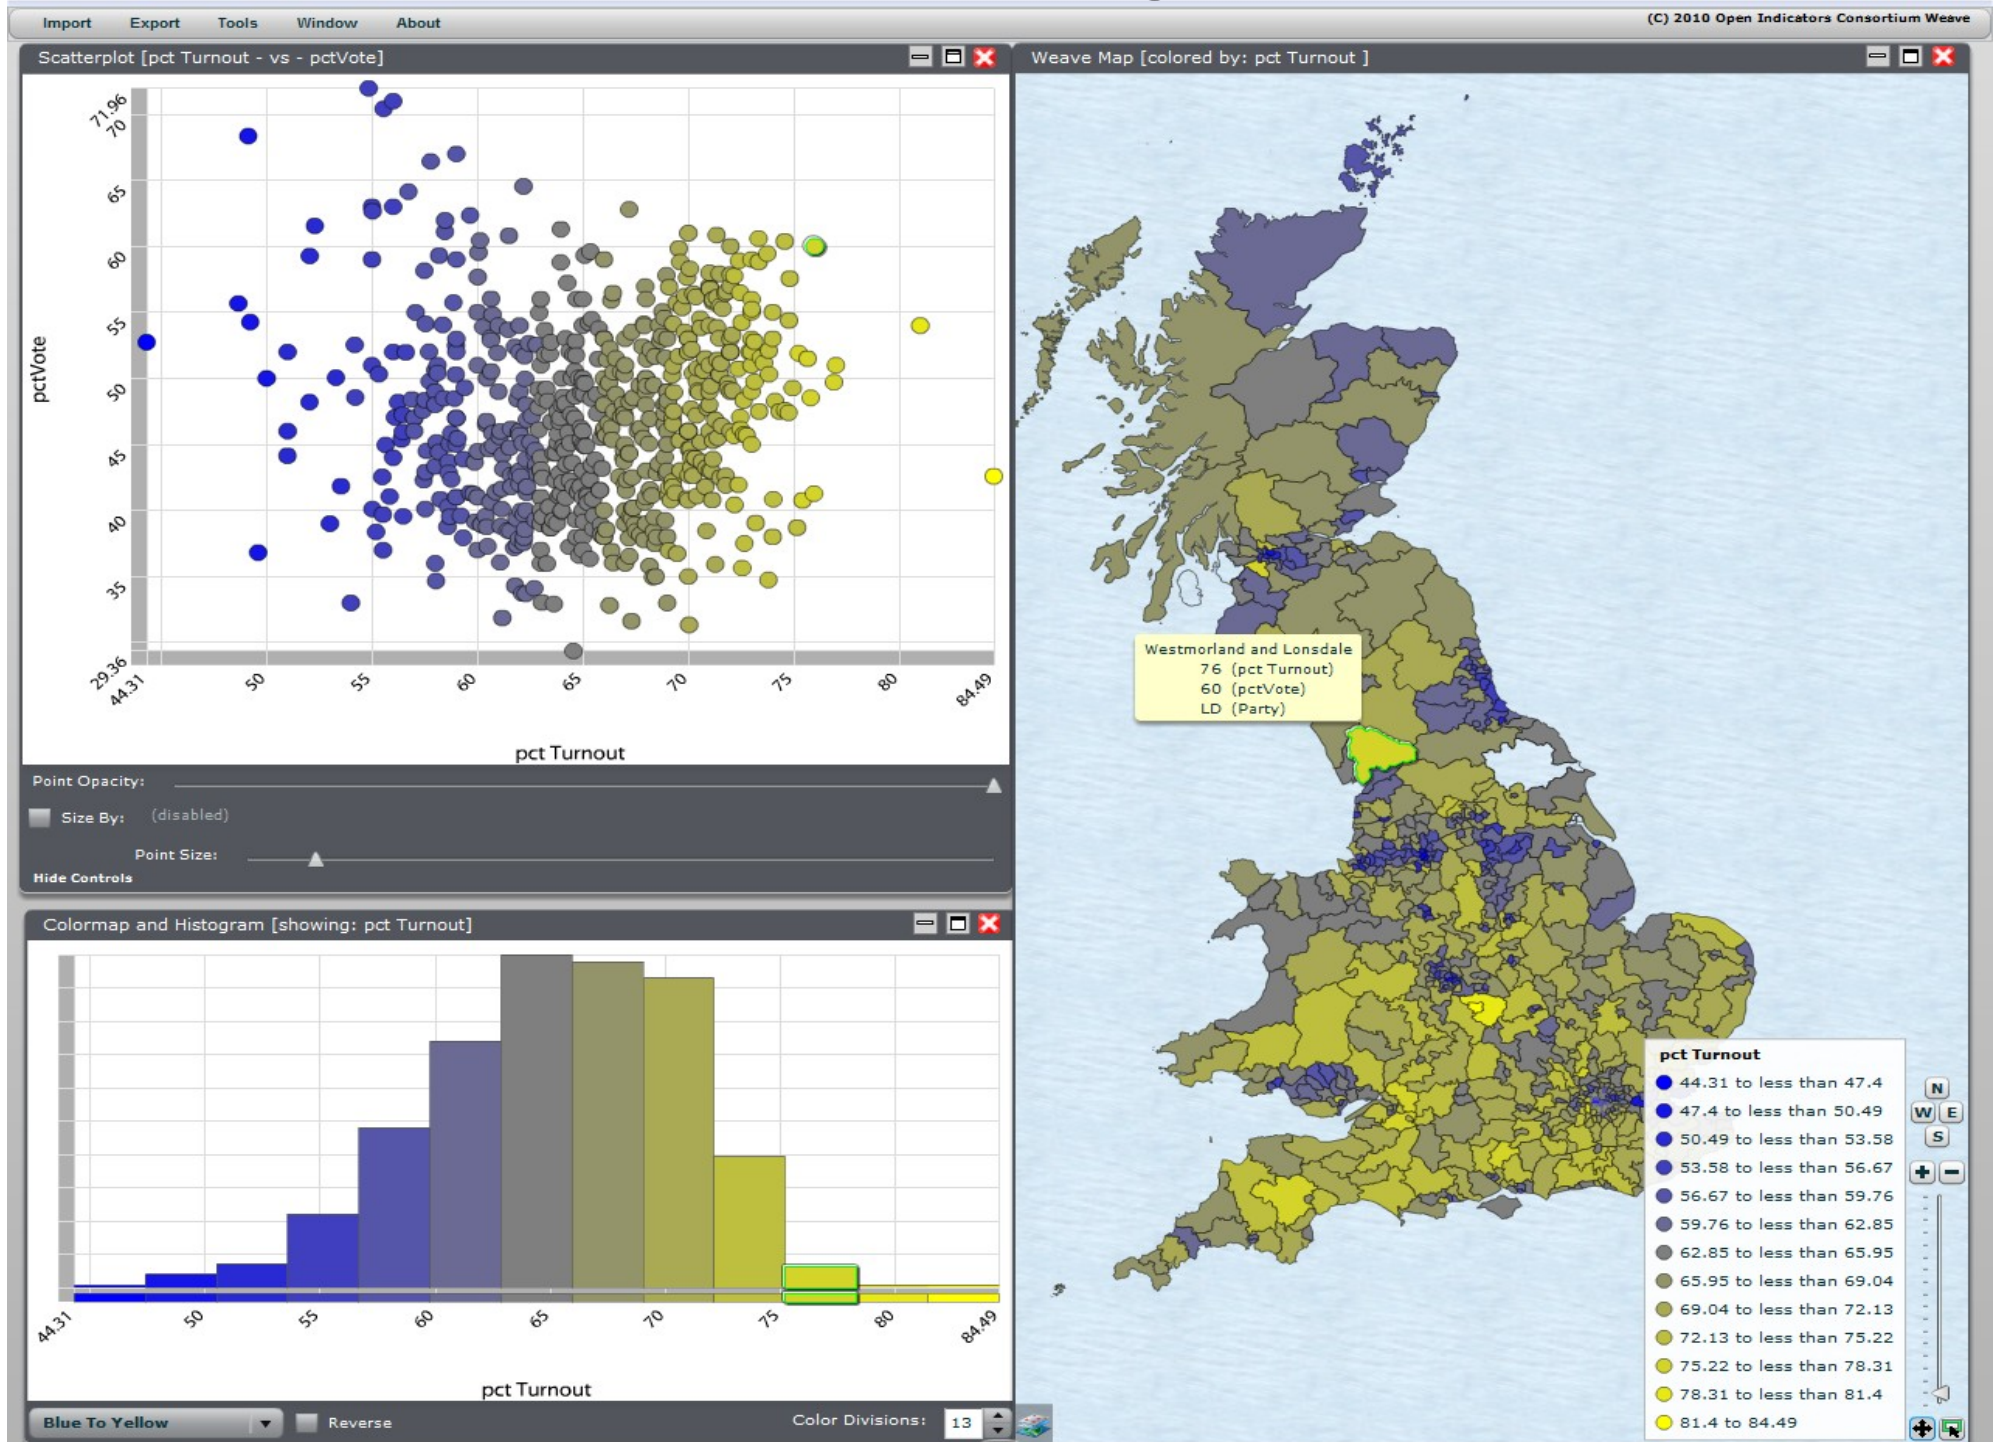 Import Export Tools Window About
(C) 2010 Open Indicators Consortium Weave
Scatterplot [pct Turnout - vs - pctVote]
71.96
70
65
60
55
50
45
40
35
29.36
pctVote
44.31 50 55 60 65 70 75 80 84.49
pct Turnout
Point Opacity:
Size By: (disabled)
Point Size:
Hide Controls
Colormap and Histogram [showing: pct Turnout]
44.31 50 55 60 65 70 75 80 84.49
pct Turnout
Blue To Yellow Reverse Color Divisions: 13
Weave Map [colored by: pct Turnout ]
Westmorland and Lonsdale
76 (pct Turnout)
60 (pctVote)
LD (Party)
pct Turnout
44.31 to less than 47.4
47.4 to less than 50.49
50.49 to less than 53.58
53.58 to less than 56.67
56.67 to less than 59.76
59.76 to less than 62.85
62.85 to less than 65.95
65.95 to less than 69.04
69.04 to less than 72.13
72.13 to less than 75.22
75.22 to less than 78.31
78.31 to less than 81.4
81.4 to 84.49
N
W E
S